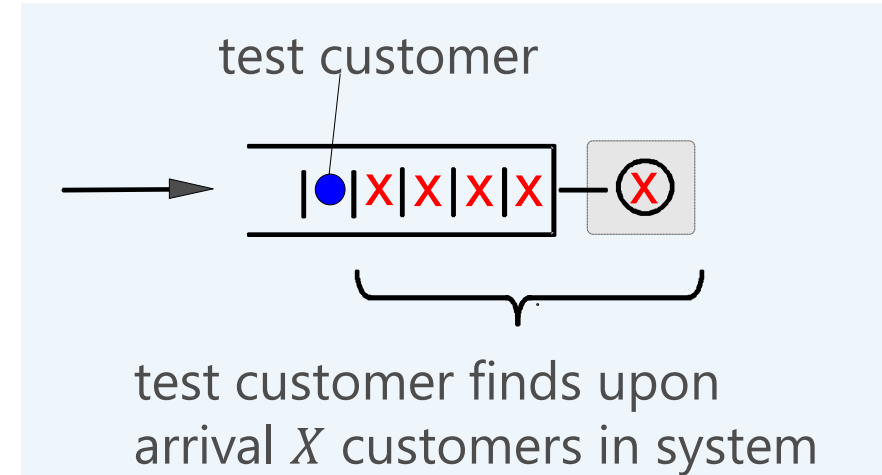 test customer
X X X X X
test customer finds upon
arrival X customers in system